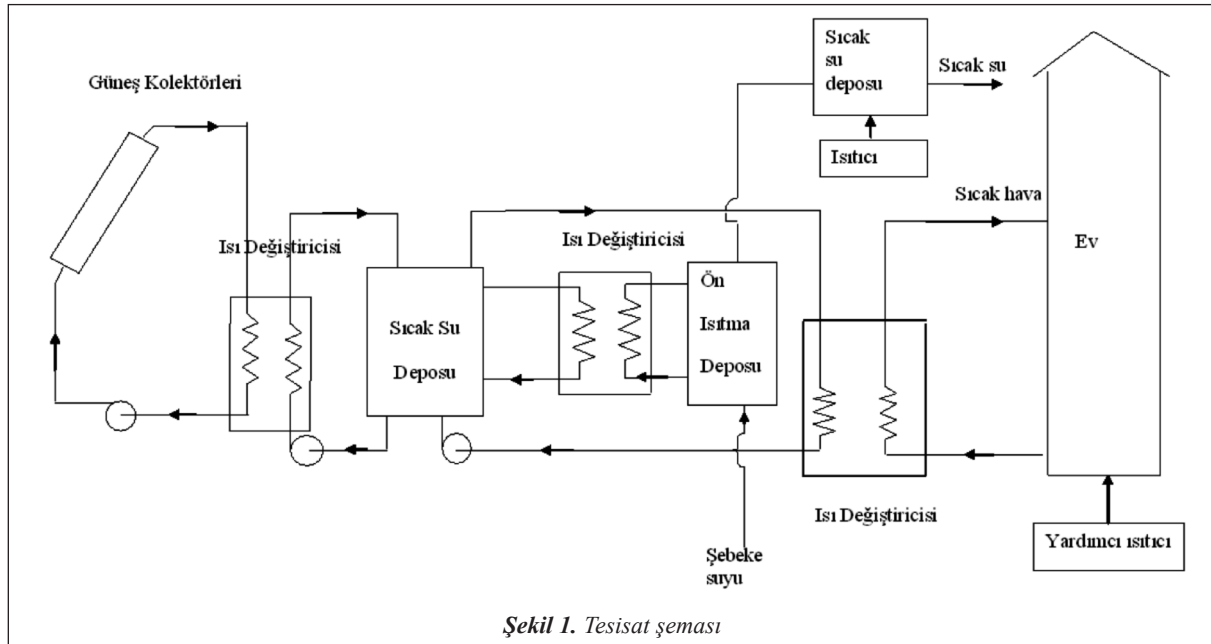 Güneş Kolektörleri
Isı Değiştiricisi
Sıcak Su
Deposu
Isı Değiştiricisi
Ön
Isıtma
Deposu
Şebeke
suyu
Sıcak
su
deposu
Sıcak su
Isıtıcı
Sıcak hava
Ev
Isı Değiştiricisi
Yardımcı ısıtıcı
Şekil 1. Tesisat şeması